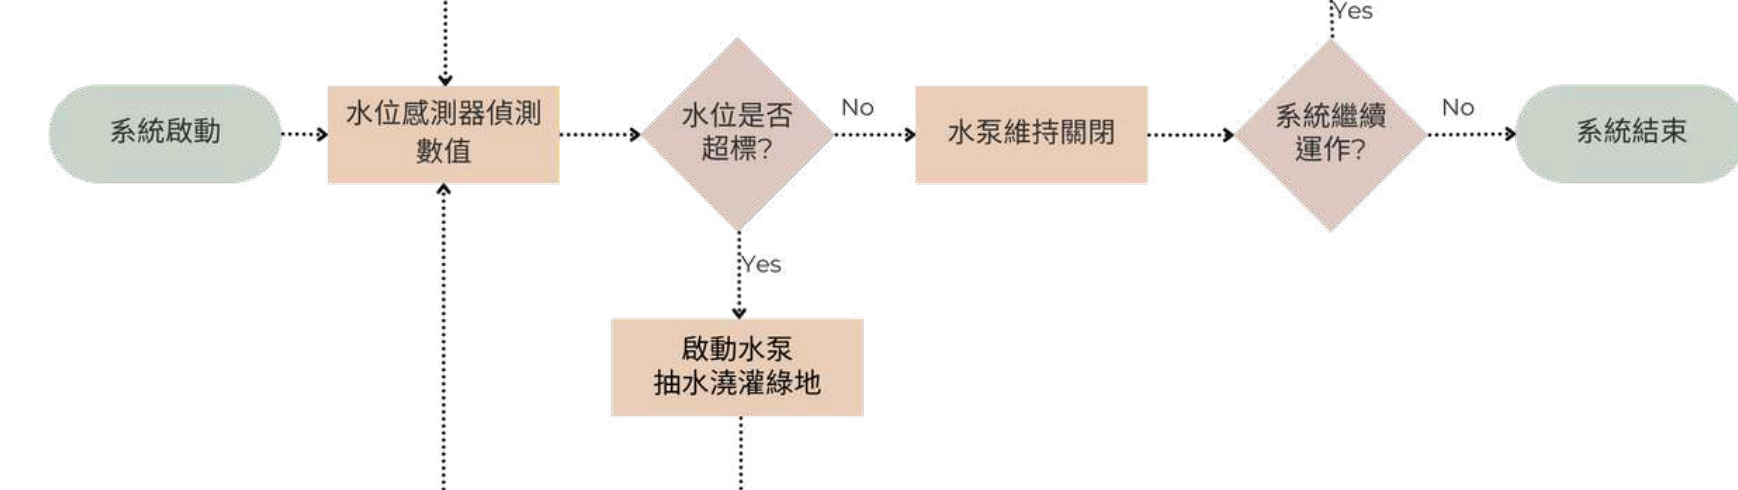 Yes
系統啟動
水位感測器偵測
數值
水位是否
超標?
No
水泵維持關閉
系統繼續
運作?
No
系統結束
Yes
啟動水泵
抽水澆灌綠地